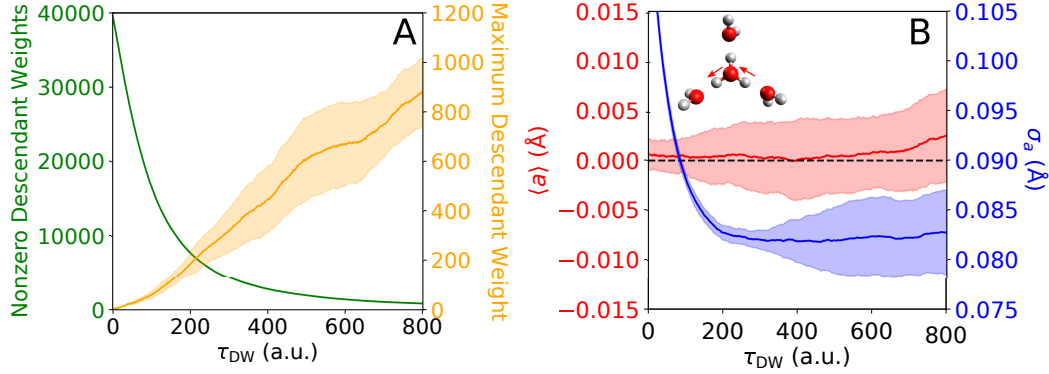 A
Nonzero Descendant Weights
40000
30000
20000
10000
0
1200
1000
800
600
400
200
0
Maximum Descendant Weight
0 200 400 600 800
τDW (a.u.)
B
⟨a⟩ (Å)
0.015
0.010
0.005
0.000
−0.005
−0.010
−0.015
0.105
0.100
0.095
0.090
0.085
0.080
0.075
σa (Å)
0 200 400 600 800
τDW (a.u.)